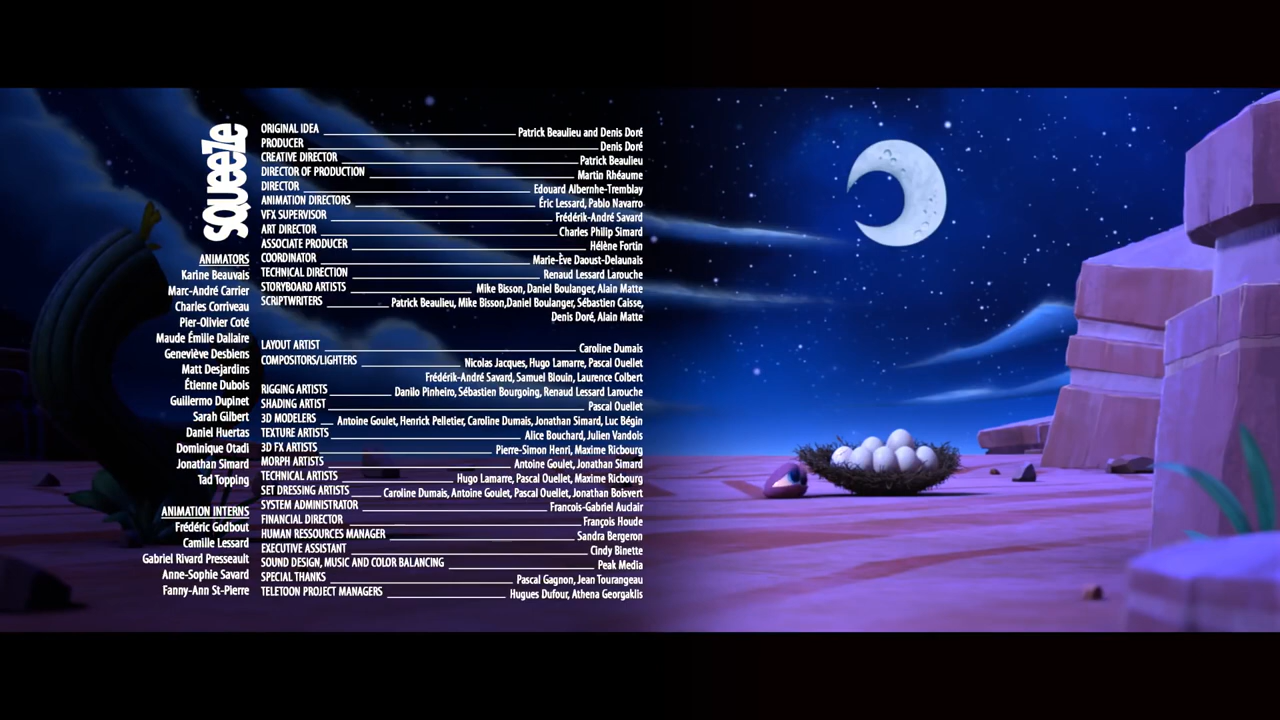 squeeze
ANIMATORS
Karine Beauvais
Marc-André Carrier
Charles Corriveau
Pier-Olivier Coté
Maude Émilie Dallaire
Geneviève Desbiens
Matt Desjardins
Étienne Dubois
Guillermo Dupinet
Sarah Gilbert
Daniel Huertas
Dominique Otadi
Jonathan Simard
Tad Topping
ANIMATION INTERNS
Frédéric Godbout
Camille Lessard
Gabriel Rivard Presseault
Anne-Sophie Savard
Fanny-Ann St-Pierre
ORIGINAL IDEA Patrick Beaulieu and Denis Doré
PRODUCER Denis Doré
CREATIVE DIRECTOR Patrick Beaulieu
DIRECTOR OF PRODUCTION Martin Rhéaume
DIRECTOR Edouard Albernhe-Tremblay
ANIMATION DIRECTORS Éric Lessard, Pablo Navarro
VFX SUPERVISOR Frédérik-André Savard
ART DIRECTOR Charles Philip Simard
ASSOCIATE PRODUCER Hélène Fortin
COORDINATOR Marie-Ève Daoust-Delaunais
TECHNICAL DIRECTION Renaud Lessard Larouche
STORYBOARD ARTISTS Mike Bisson, Daniel Boulanger, Alain Matte
SCRIPTWRITERS Patrick Beaulieu, Mike Bisson,Daniel Boulanger, Sébastien Caisse,
Denis Doré, Alain Matte
LAYOUT ARTIST Caroline Dumais
COMPOSITORS/LIGHTERS Nicolas Jacques, Hugo Lamarre, Pascal Ouellet
Frédérik-André Savard, Samuel Blouin, Laurence Colbert
RIGGING ARTISTS Danilo Pinheiro, Sébastien Bourgoing, Renaud Lessard Larouche
SHADING ARTIST Pascal Ouellet
3D MODELERS Antoine Goulet, Henrick Pelletier, Caroline Dumais, Jonathan Simard, Luc Bégin
TEXTURE ARTISTS Alice Bouchard, Julien Vandois
3D FX ARTISTS Pierre-Simon Henri, Maxime Ricbourg
MORPH ARTISTS Antoine Goulet, Jonathan Simard
TECHNICAL ARTISTS Hugo Lamarre, Pascal Ouellet, Maxime Ricbourg
SET DRESSING ARTISTS Caroline Dumais, Antoine Goulet, Pascal Ouellet, Jonathan Boisvert
SYSTEM ADMINISTRATOR Francois-Gabriel Auclair
FINANCIAL DIRECTOR François Houde
HUMAN RESSOURCES MANAGER Sandra Bergeron
EXECUTIVE ASSISTANT Cindy Binette
SOUND DESIGN, MUSIC AND COLOR BALANCING Peak Media
SPECIAL THANKS Pascal Gagnon, Jean Tourangeau
TELETOON PROJECT MANAGERS Hugues Dufour, Athena Georgaklis